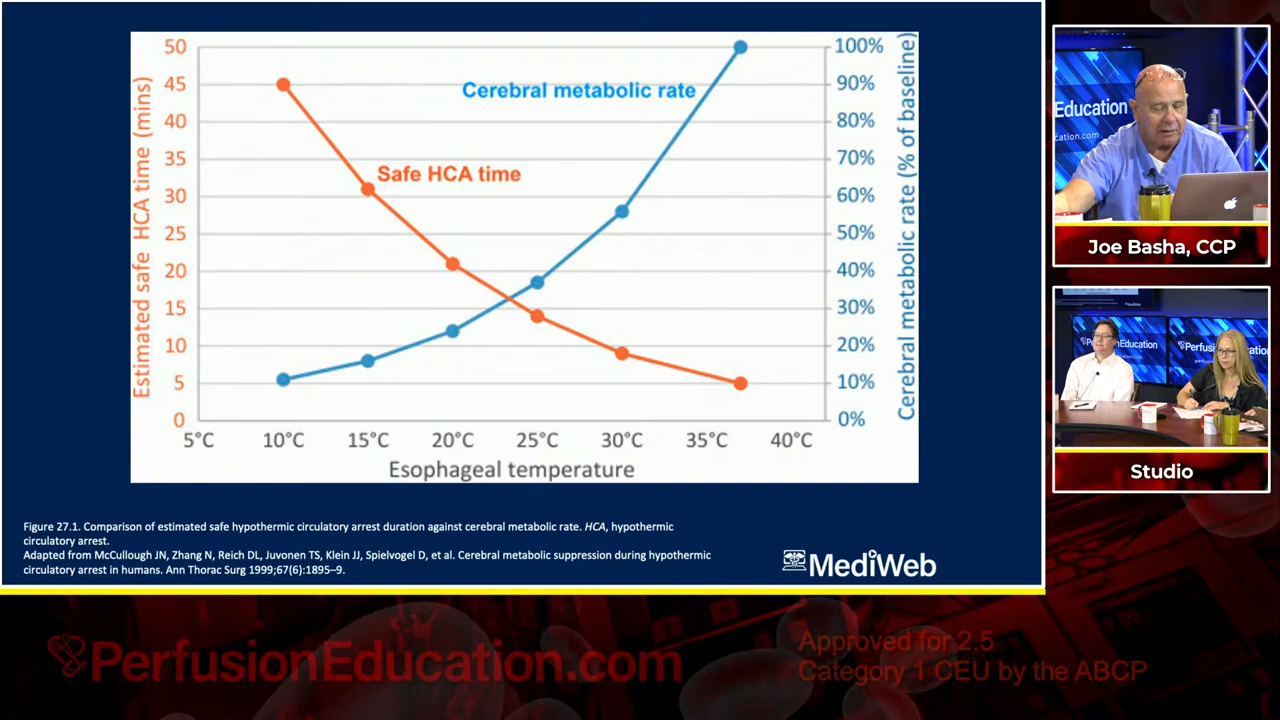 50
45
40
35
30
25
20
15
10
5
0
Estimated safe HCA time (mins)
100%
90%
80%
70%
60%
50%
40%
30%
20%
10%
0%
Cerebral metabolic rate (% of baseline)
Cerebral metabolic rate
Safe HCA time
5°C 10°C 15°C 20°C 25°C 30°C 35°C 40°C
Esophageal temperature
Figure 27.1. Comparison of estimated safe hypothermic circulatory arrest duration against cerebral metabolic rate. HCA, hypothermic
circulatory arrest.
Adapted from McCullough JN, Zhang N, Reich DL, Juvonen TS, Klein JJ, Spielvogel D, et al. Cerebral metabolic suppression during hypothermic
circulatory arrest in humans. Ann Thorac Surg 1999;67(6):1895–9.
MediWeb
Education
Joe Basha, CCP
MediWeb
PerfusionEducation
Perfusion
Studio
PerfusionEducation.com
Approved for 2.5
Category 1 CEU by the ABCP